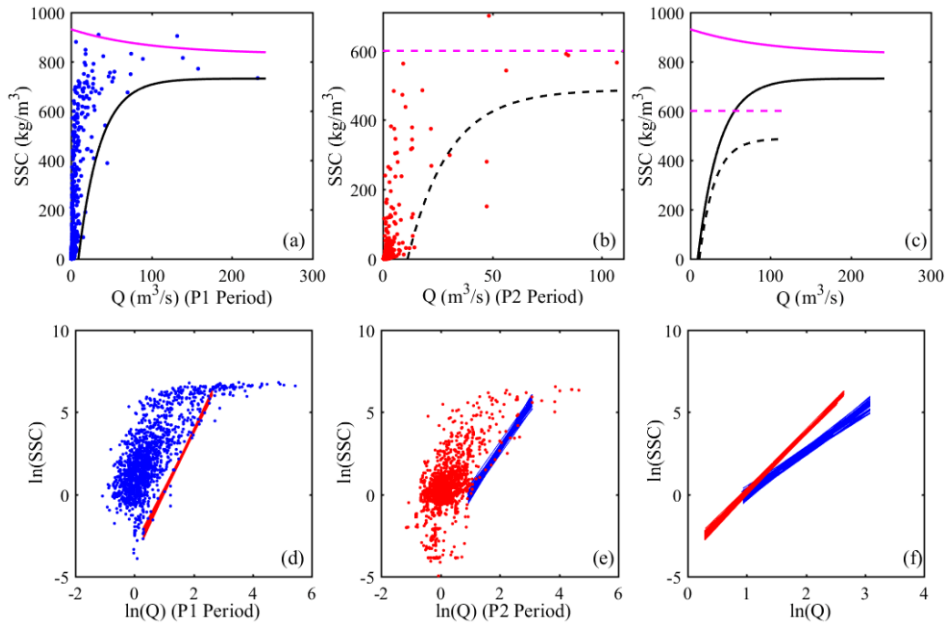 1000
800
600
400
200
0
SSC (kg/m³)
(a)
0 100 200 300
Q (m³/s) (P1 Period)
600
400
200
0
SSC (kg/m³)
(b)
0 50 100
Q (m³/s) (P2 Period)
1000
800
600
400
200
0
SSC (kg/m³)
(c)
0 100 200 300
Q (m³/s)
10
5
0
-5
ln(SSC)
(d)
-2 0 2 4 6
ln(Q) (P1 Period)
10
5
0
-5
ln(SSC)
(e)
-2 0 2 4 6
ln(Q) (P2 Period)
10
5
0
-5
ln(SSC)
(f)
0 1 2 3 4
ln(Q)